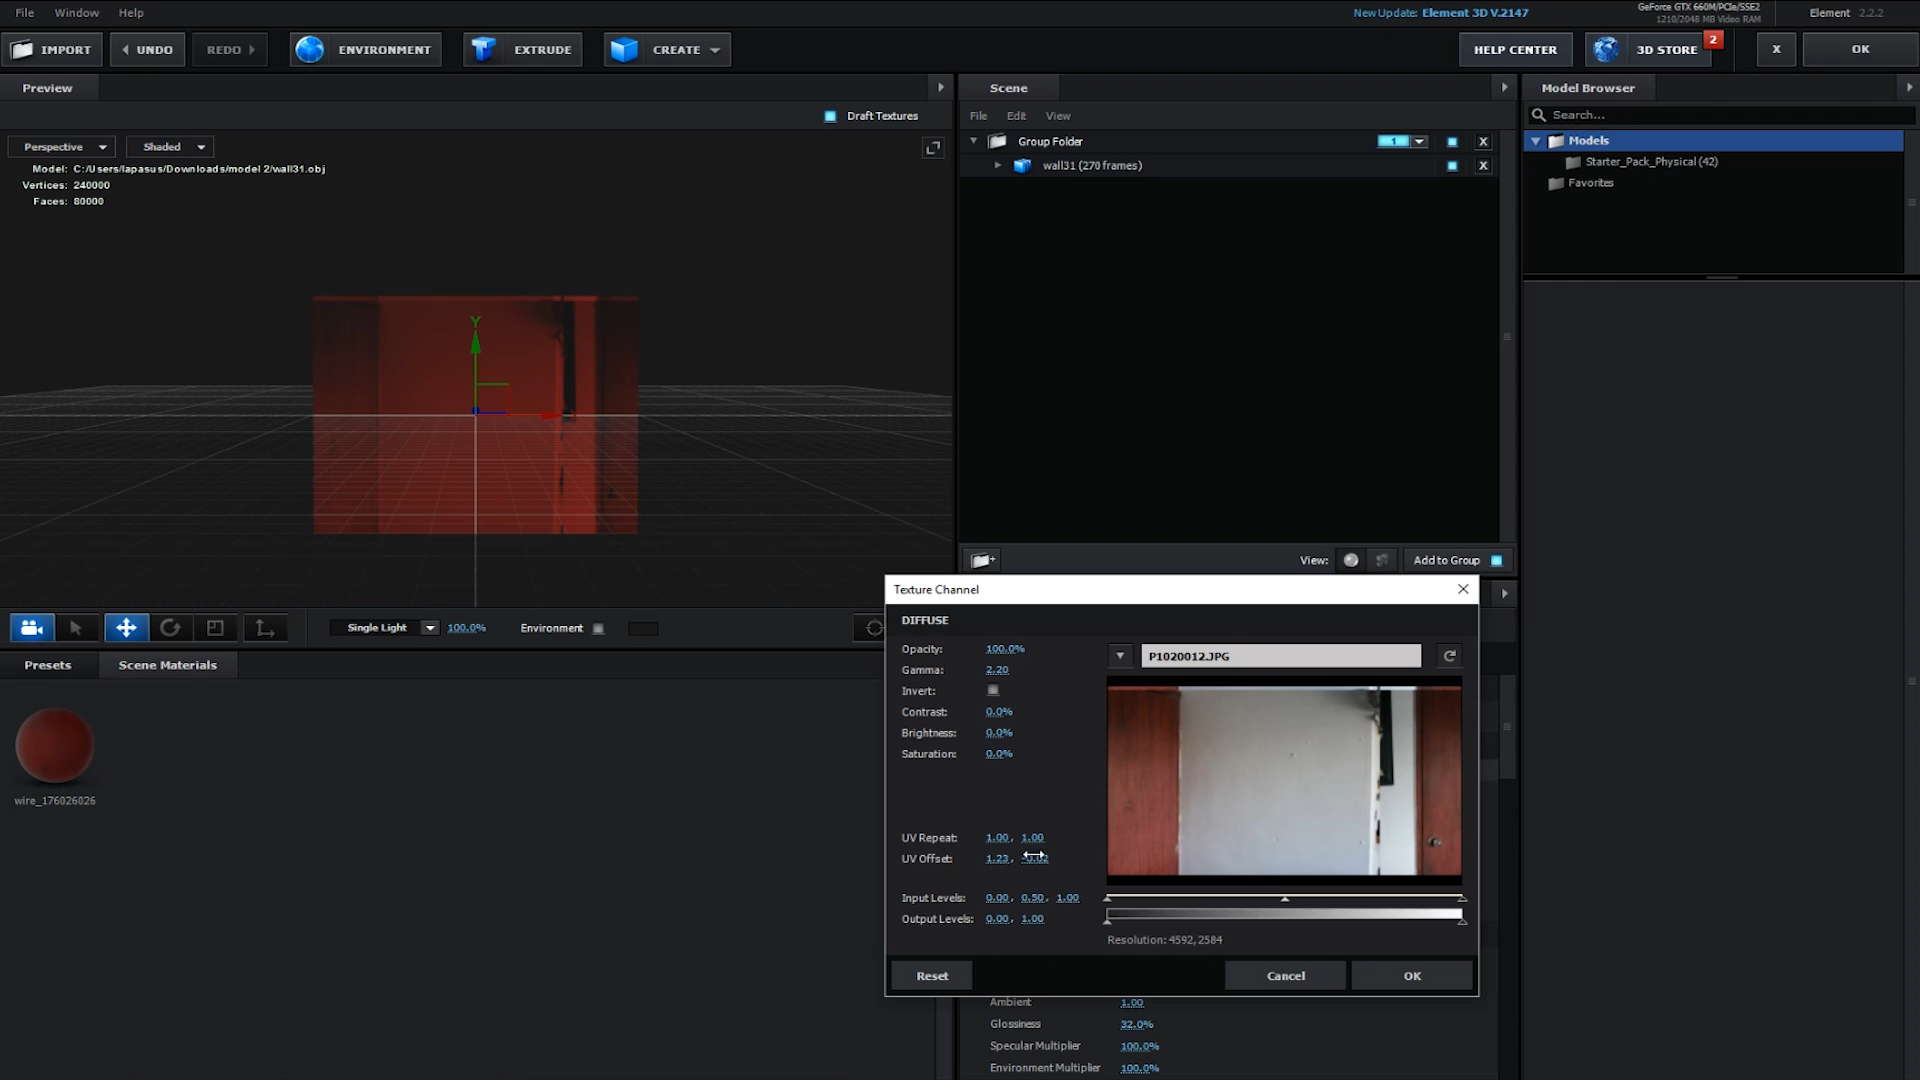 File Window Help
New Update: Element 3D V.2147
GeForce GTX 660M/PCIe/SSE2
1210/2048 MB Video RAM
Element 2.2.2
IMPORT UNDO REDO ENVIRONMENT EXTRUDE CREATE HELP CENTER 3D STORE 2 X OK
Preview
Draft Textures
Perspective Shaded
Model: C:/Users/lapasus/Downloads/model 2/wall31.obj
Vertices: 240000
Faces: 80000
Y
Single Light 100.0% Environment
Presets Scene Materials
wire_176026026
Scene
File Edit View
Group Folder 1 X
wall31 (270 frames) X
View: Add to Group
Model Browser
Search...
Models
Starter_Pack_Physical (42)
Favorites
Texture Channel
DIFFUSE
Opacity: 100.0%
Gamma: 2.20
Invert:
Contrast: 0.0%
Brightness: 0.0%
Saturation: 0.0%
UV Repeat: 1.00, 1.00
UV Offset: 1.23,
Input Levels: 0.00, 0.50, 1.00
Output Levels: 0.00, 1.00
P1020012.JPG
Resolution: 4592,2584
Reset Cancel OK
Ambient 1.00
Glossiness 32.0%
Specular Multiplier 100.0%
Environment Multiplier 100.0%